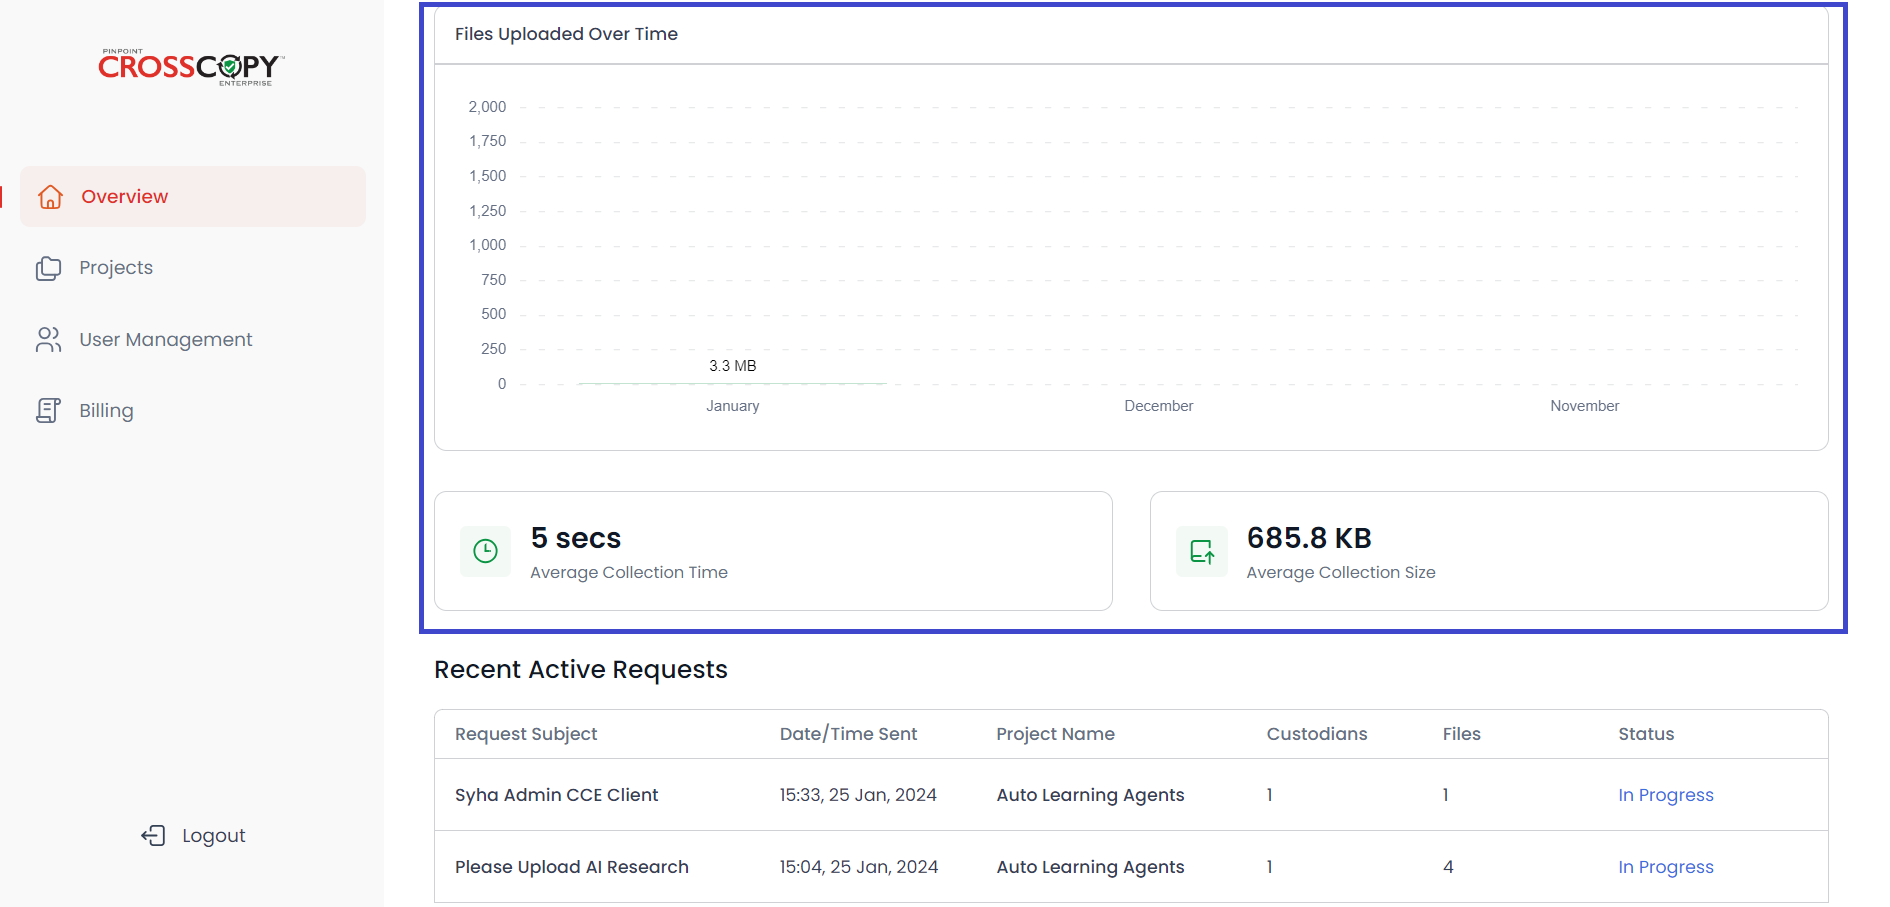 PINPOINT
CROSSCOPY™
ENTERPRISE
Overview
Projects
User Management
Billing
Logout
Files Uploaded Over Time
2,000
1,750
1,500
1,250
1,000
750
500
250
0
3.3 MB
January December November
5 secs
Average Collection Time
685.8 KB
Average Collection Size
Recent Active Requests
Request Subject Date/Time Sent Project Name Custodians Files Status
Syha Admin CCE Client 15:33, 25 Jan, 2024 Auto Learning Agents 1 1 In Progress
Please Upload AI Research 15:04, 25 Jan, 2024 Auto Learning Agents 1 4 In Progress